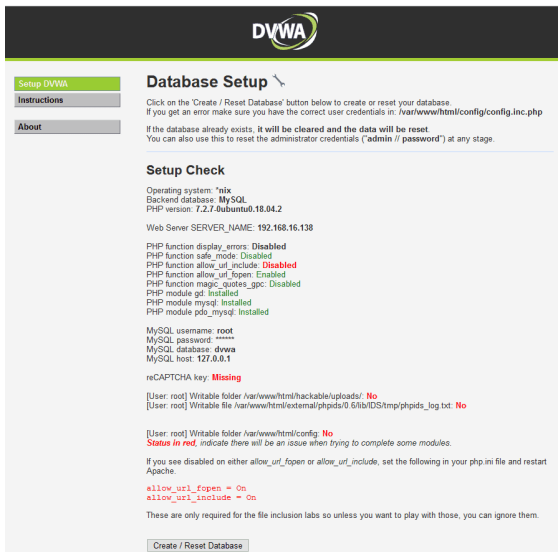 DVWA
Setup DVWA
Instructions
About
Database Setup
Click on the 'Create / Reset Database' button below to create or reset your database.
If you get an error make sure you have the correct user credentials in: /var/www/html/config/config.inc.php
If the database already exists, it will be cleared and the data will be reset.
You can also use this to reset the administrator credentials ("admin // password") at any stage.
Setup Check
Operating system: *nix
Backend database: MySQL
PHP version: 7.2.7-0ubuntu0.18.04.2
Web Server SERVER_NAME: 192.168.16.138
PHP function display_errors: Disabled
PHP function safe_mode: Disabled
PHP function allow_url_include: Disabled
PHP function allow_url_fopen: Enabled
PHP function magic_quotes_gpc: Disabled
PHP module gd: Installed
PHP module mysql: Installed
PHP module pdo_mysql: Installed
MySQL username: root
MySQL password: ******
MySQL database: dvwa
MySQL host: 127.0.0.1
reCAPTCHA key: Missing
[User: root] Writable folder /var/www/html/hackable/uploads/: No
[User: root] Writable file /var/www/html/external/phpids/0.6/lib/IDS/tmp/phpids_log.txt: No
[User: root] Writable folder /var/www/html/config: No
Status in red, indicate there will be an issue when trying to complete some modules.
If you see disabled on either allow_url_fopen or allow_url_include, set the following in your php.ini file and restart
Apache.
allow_url_fopen = On
allow_url_include = On
These are only required for the file inclusion labs so unless you want to play with those, you can ignore them.
Create / Reset Database